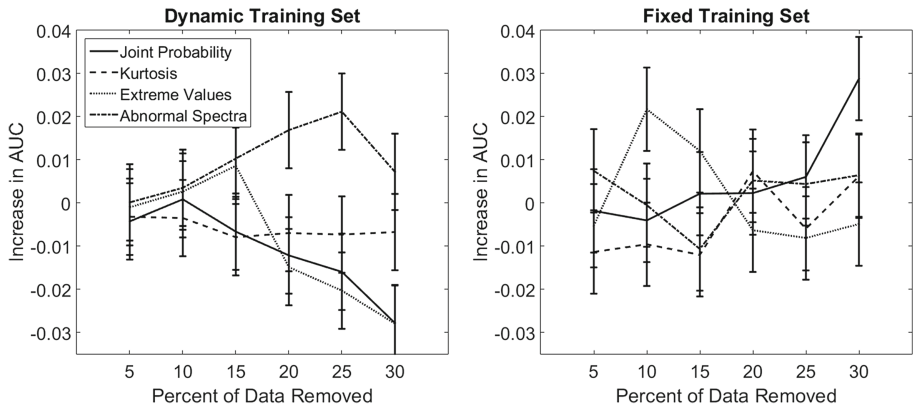 Dynamic Training Set
0.04
0.03
0.02
0.01
0
-0.01
-0.02
-0.03
Increase in AUC
Joint Probability
Kurtosis
Extreme Values
Abnormal Spectra
5 10 15 20 25 30
Percent of Data Removed
Fixed Training Set
0.04
0.03
0.02
0.01
0
-0.01
-0.02
-0.03
Increase in AUC
5 10 15 20 25 30
Percent of Data Removed